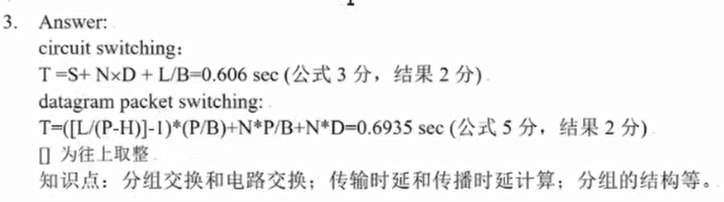 3. Answer:
circuit switching:
T =S+ N×D + L/B=0.606 sec (公式 3 分，结果 2 分)
datagram packet switching:
T=([L/(P-H)]-1)*(P/B)+N*P/B+N*D=0.6935 sec (公式 5 分，结果 2 分)
[] 为往上取整
知识点：分组交换和电路交换；传输时延和传播时延计算；分组的结构等。